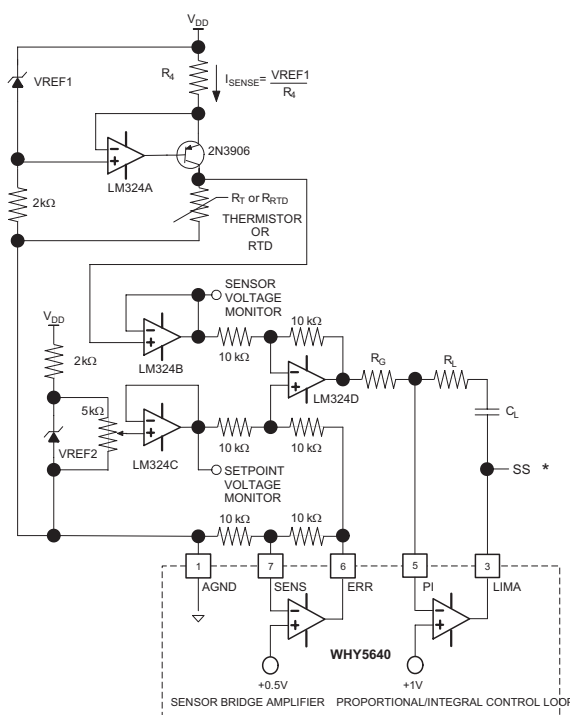 VDD
VREF1
R4
ISENSE= VREF1
R4
2N3906
LM324A
2kΩ
RT or RRTD
THERMISTOR
OR
RTD
SENSOR
VOLTAGE
MONITOR
10 kΩ
10 kΩ
VDD
2kΩ
LM324B
LM324D
RG
RL
CL
5kΩ
VREF2
LM324C
10 kΩ
10 kΩ
SS *
SETPOINT
VOLTAGE
MONITOR
10 kΩ
10 kΩ
1
7
6
5
3
AGND
SENS
ERR
PI
LIMA
WHY5640
+0.5V
+1V
SENSOR BRIDGE AMPLIFIER
PROPORTIONAL/INTEGRAL CONTROL LOOP